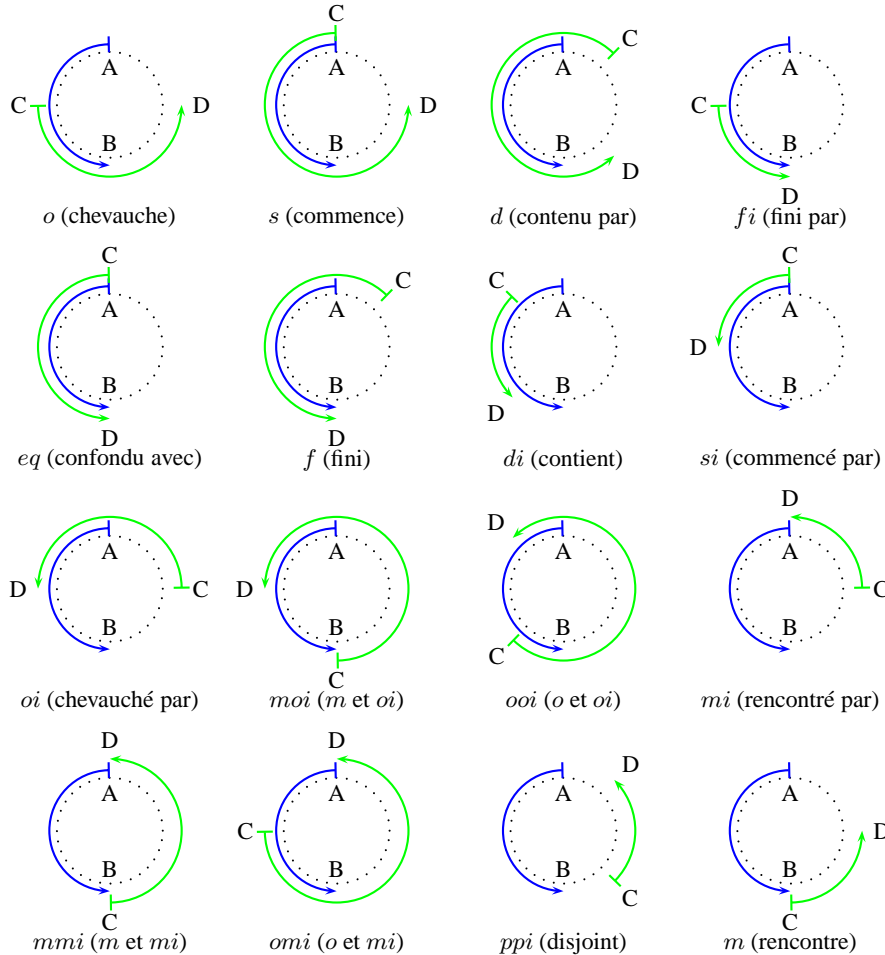 C
C
C
A
A
A
A
C
D
D
C
B
B
B
B
D
D
o (chevauche)
s (commence)
d (contenu par)
fi (fini par)
C
C
C
C
A
A
A
A
D
B
B
B
B
D
D
D
eq (confondu avec)
f (fini)
di (contient)
si (commencé par)
D
D
A
A
A
A
D
C
D
C
B
B
B
B
C
C
oi (chevauché par)
moi (m et oi)
ooi (o et oi)
mi (rencontré par)
D
D
D
A
A
A
A
C
D
B
B
B
B
C
C
C
mmi (m et mi)
omi (o et mi)
ppi (disjoint)
m (rencontre)